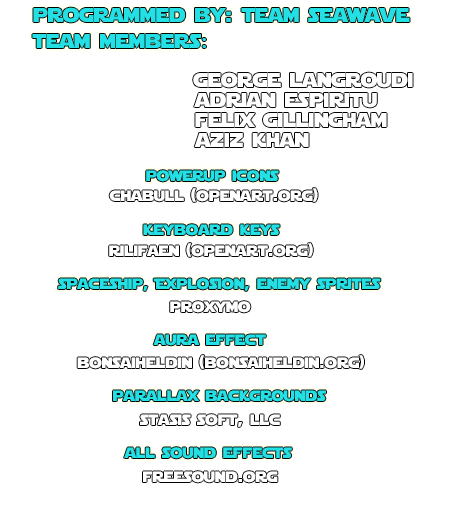 PROGRAMMED BY: TEAM SEAWAVE
TEAM MEMBERS:
GEORGE LANGROUDI
ADRIAN ESPIRITU
FELIX GILLINGHAM
AZIZ KHAN
POWERUP ICONS
CHABULL (OPENART.ORG)
KEYBOARD KEYS
RILIFAEN (OPENART.ORG)
SPACESHIP, EXPLOSION, ENEMY SPRITES
PROXYMO
AURA EFFECT
BONSAIHELDIN (BONSAIHELDIN.ORG)
PARALLAX BACKGROUNDS
STASIS SOFT, LLC
ALL SOUND EFFECTS
FREESOUND.ORG